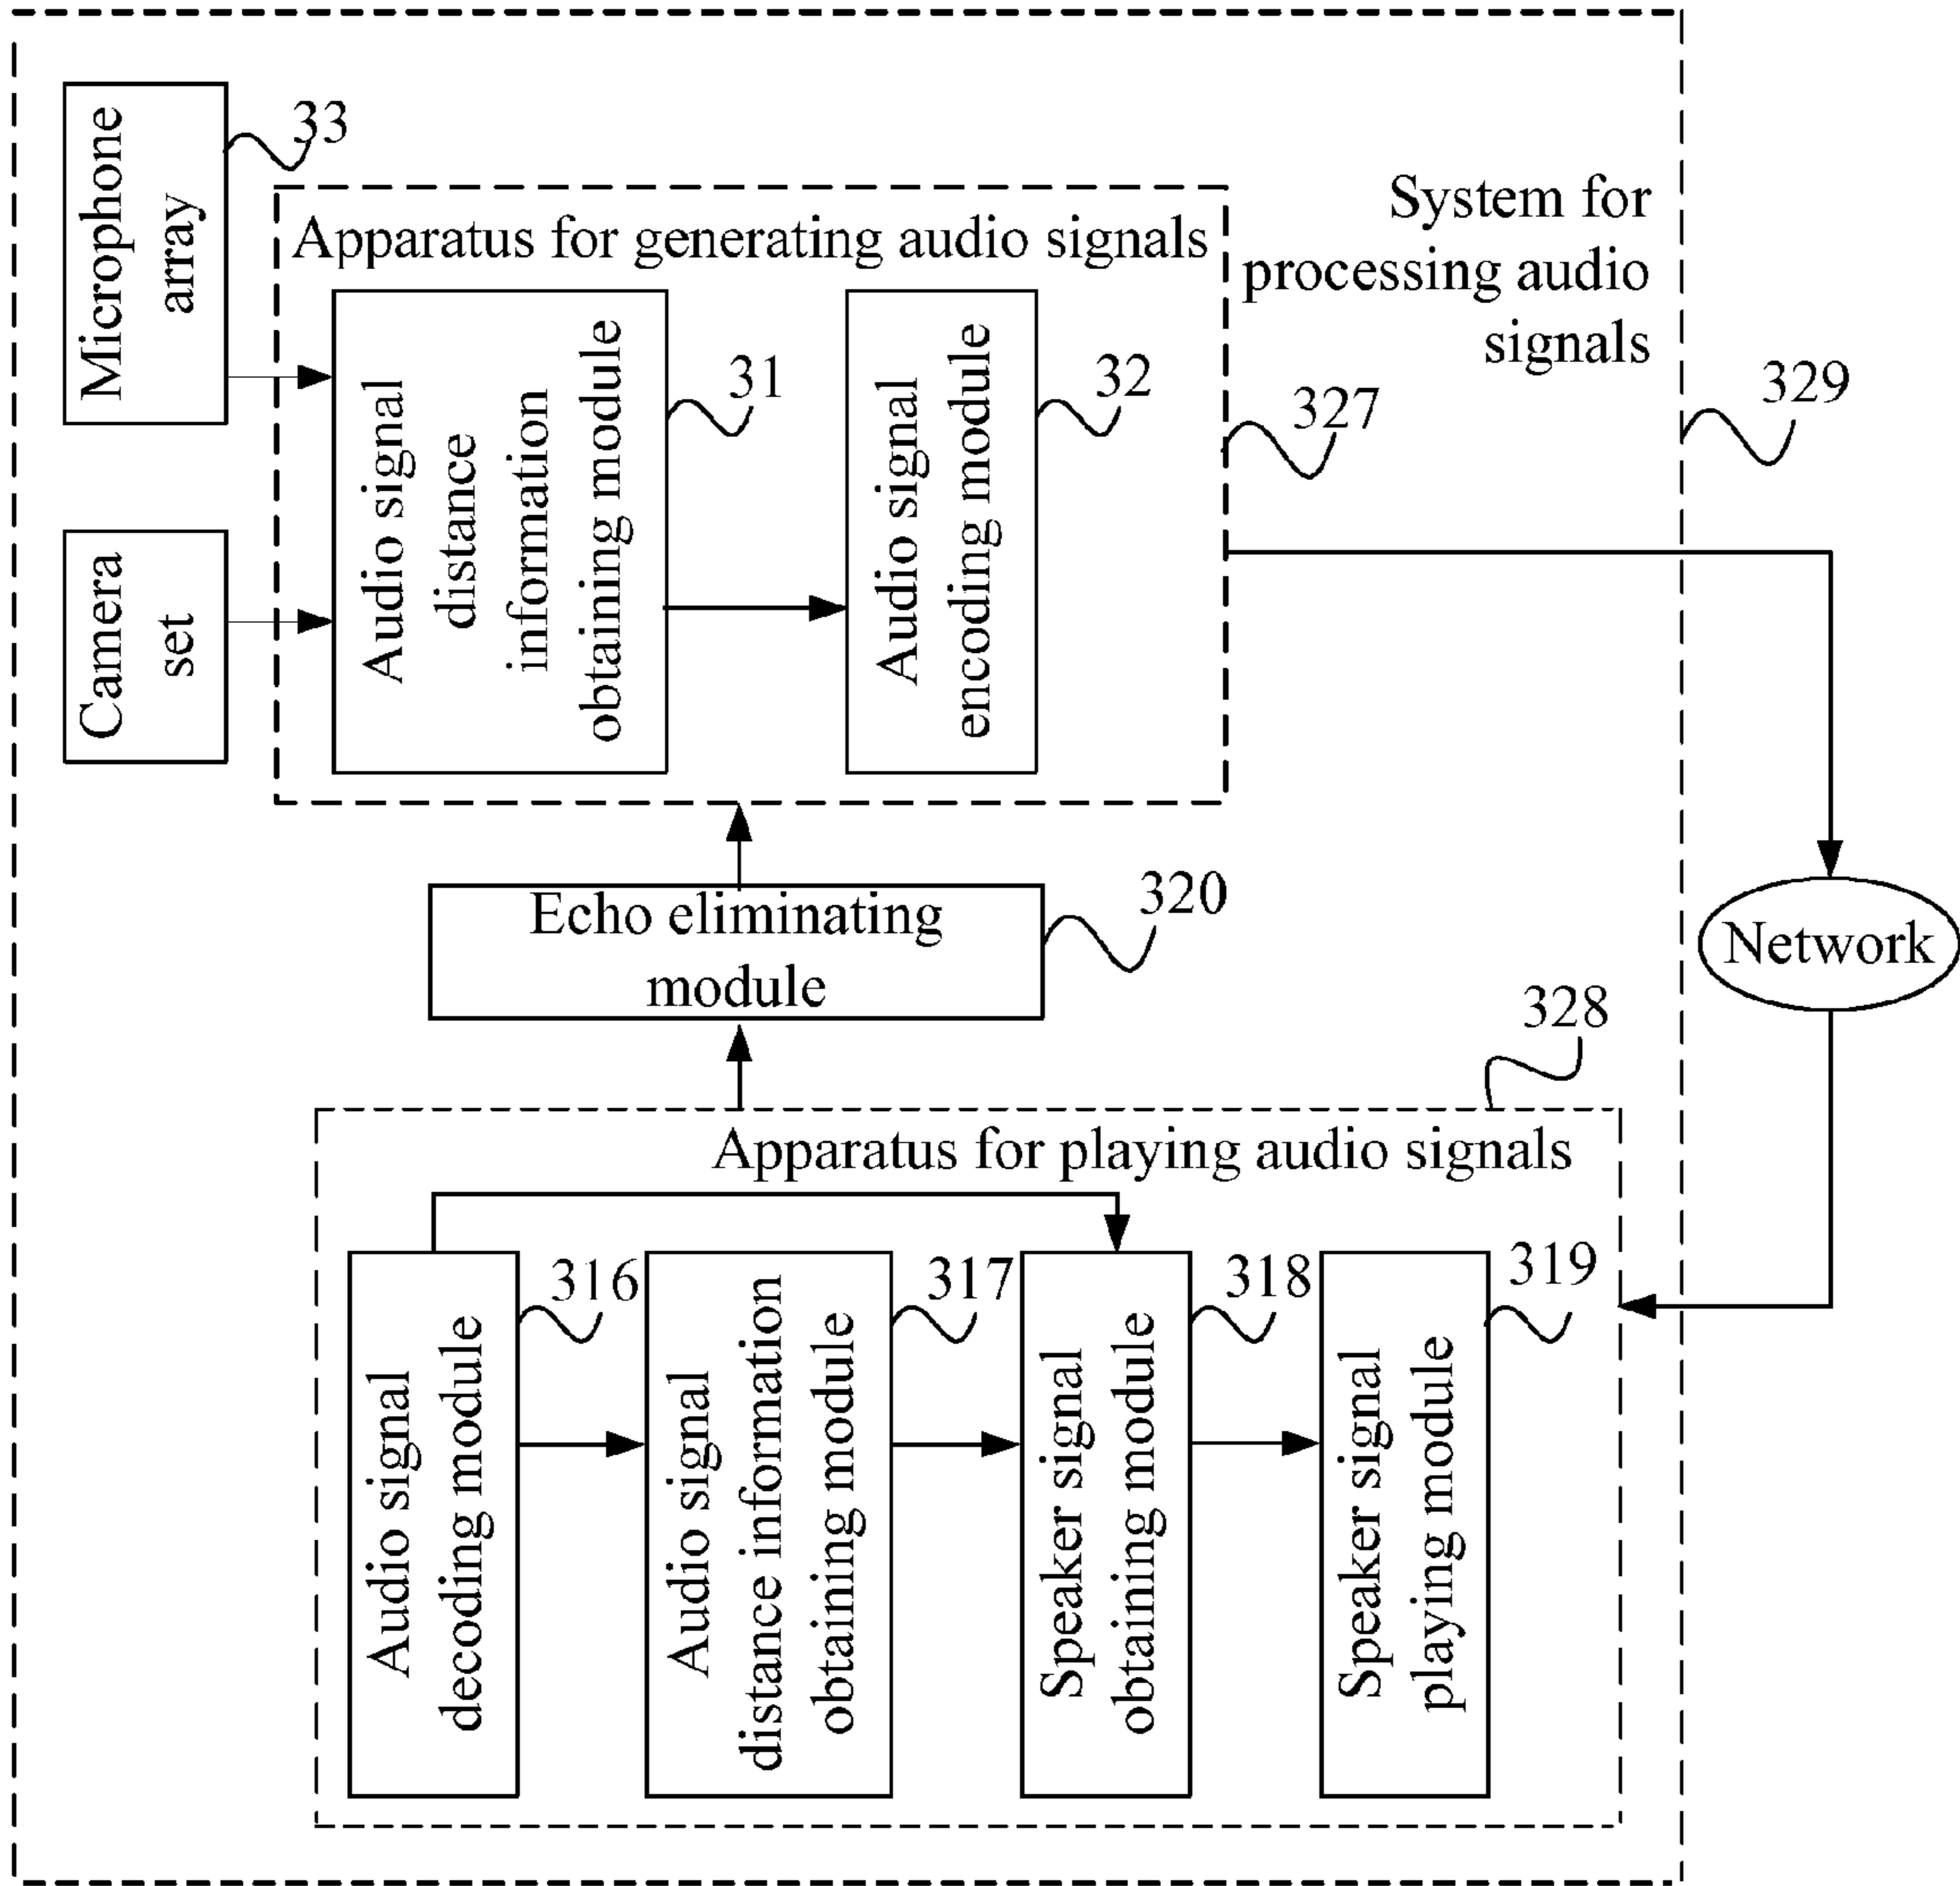 Microphone
array
33
Apparatus for generating audio signals
System for
processing audio
signals
Audio signal
distance
information
obtaining module
31
Audio signal
encoding module
32
327
329
Camera
set
Echo eliminating
module
320
Network
328
Apparatus for playing audio signals
Audio signal
decoding module
316
Audio signal
distance information
obtaining module
317
Speaker signal
obtaining module
318
Speaker signal
playing module
319